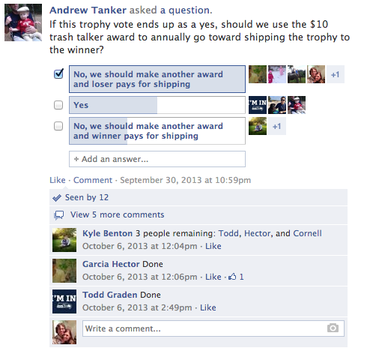 Andrew Tanker asked a question.
If this trophy vote ends up as a yes, should we use the $10
trash talker award to annually go toward shipping the trophy to
the winner?
No, we should make another award
and loser pays for shipping
+1
Yes
I'M IN
No, we should make another award
and winner pays for shipping
+1
+ Add an answer...
Like · Comment · September 30, 2013 at 10:59pm
Seen by 12
View 5 more comments
Kyle Benton 3 people remaining: Todd, Hector, and Cornell
October 6, 2013 at 12:04pm · Like
Garcia Hector Done
October 6, 2013 at 12:06pm · Like · 1
I'M IN
Todd Graden Done
October 6, 2013 at 2:49pm · Like
Write a comment...